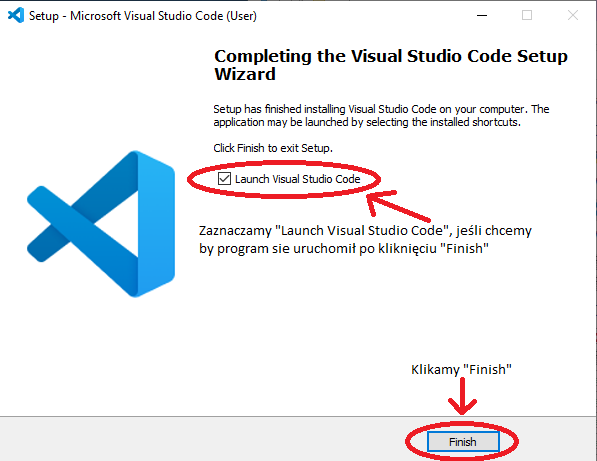 Setup - Microsoft Visual Studio Code (User)
Completing the Visual Studio Code Setup
Wizard
Setup has finished installing Visual Studio Code on your computer. The
application may be launched by selecting the installed shortcuts.
Click Finish to exit Setup.
Launch Visual Studio Code
Zaznaczamy "Launch Visual Studio Code", jeśli chcemy
by program sie uruchomił po kliknięciu "Finish"
Klikamy "Finish"
Finish